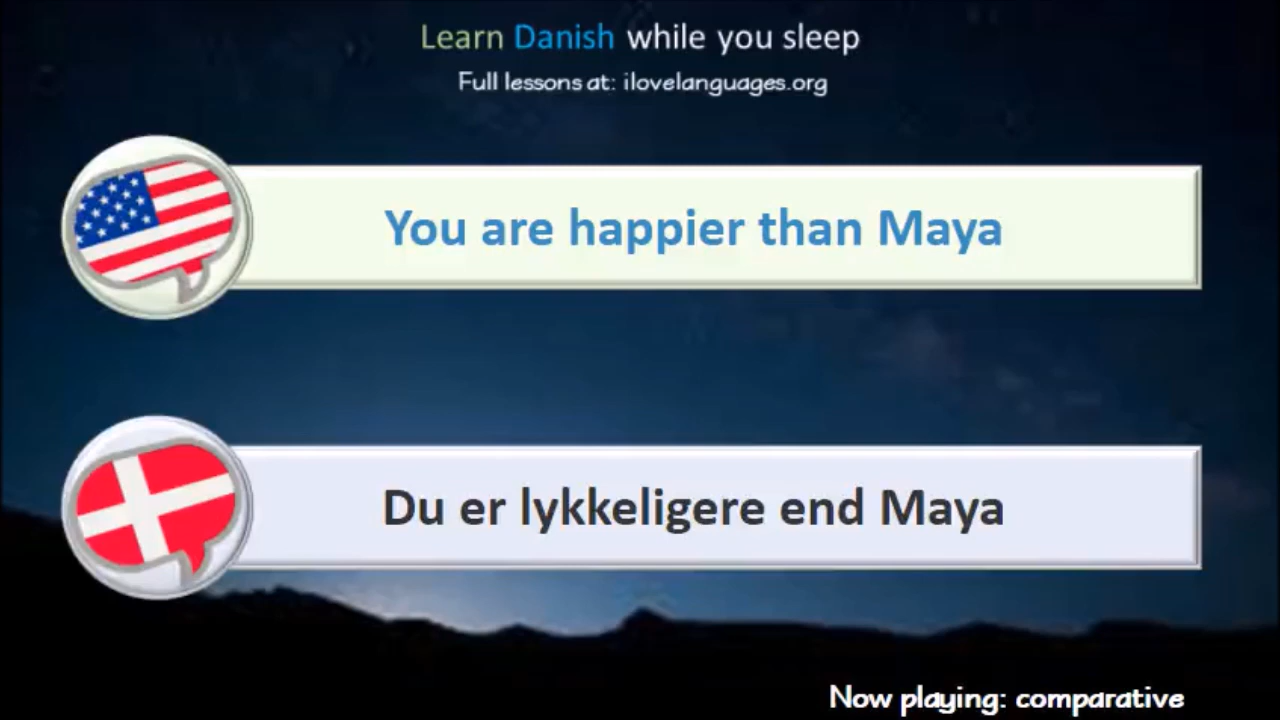 Learn Danish while you sleep
Full lessons at: ilovelanguages.org
You are happier than Maya
Du er lykkeligere end Maya
Now playing: comparative